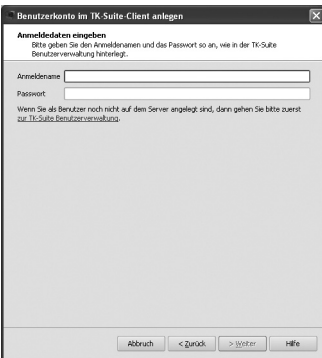 Benutzerkonto im TK-Suite-Client anlegen
Anmeldedaten eingeben
Bitte geben Sie den Anmeldenamen und das Passwort so an, wie in der TK-Suite
Benutzerverwaltung hinterlegt.
Anmeldename
Passwort
Wenn Sie als Benutzer noch nicht auf dem Server angelegt sind, dann gehen Sie bitte zuerst
zur TK-Suite Benutzerverwaltung.
Abbruch < Zurück > Weiter Hilfe